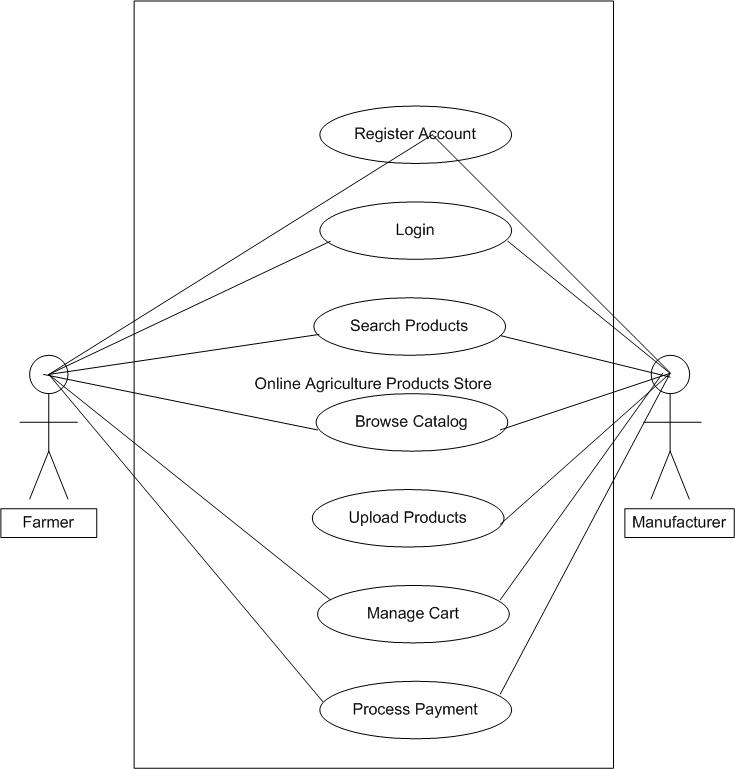 Register Account
Login
Search Products
Online Agriculture Products Store
Browse Catalog
Upload Products
Farmer
Manufacturer
Manage Cart
Process Payment